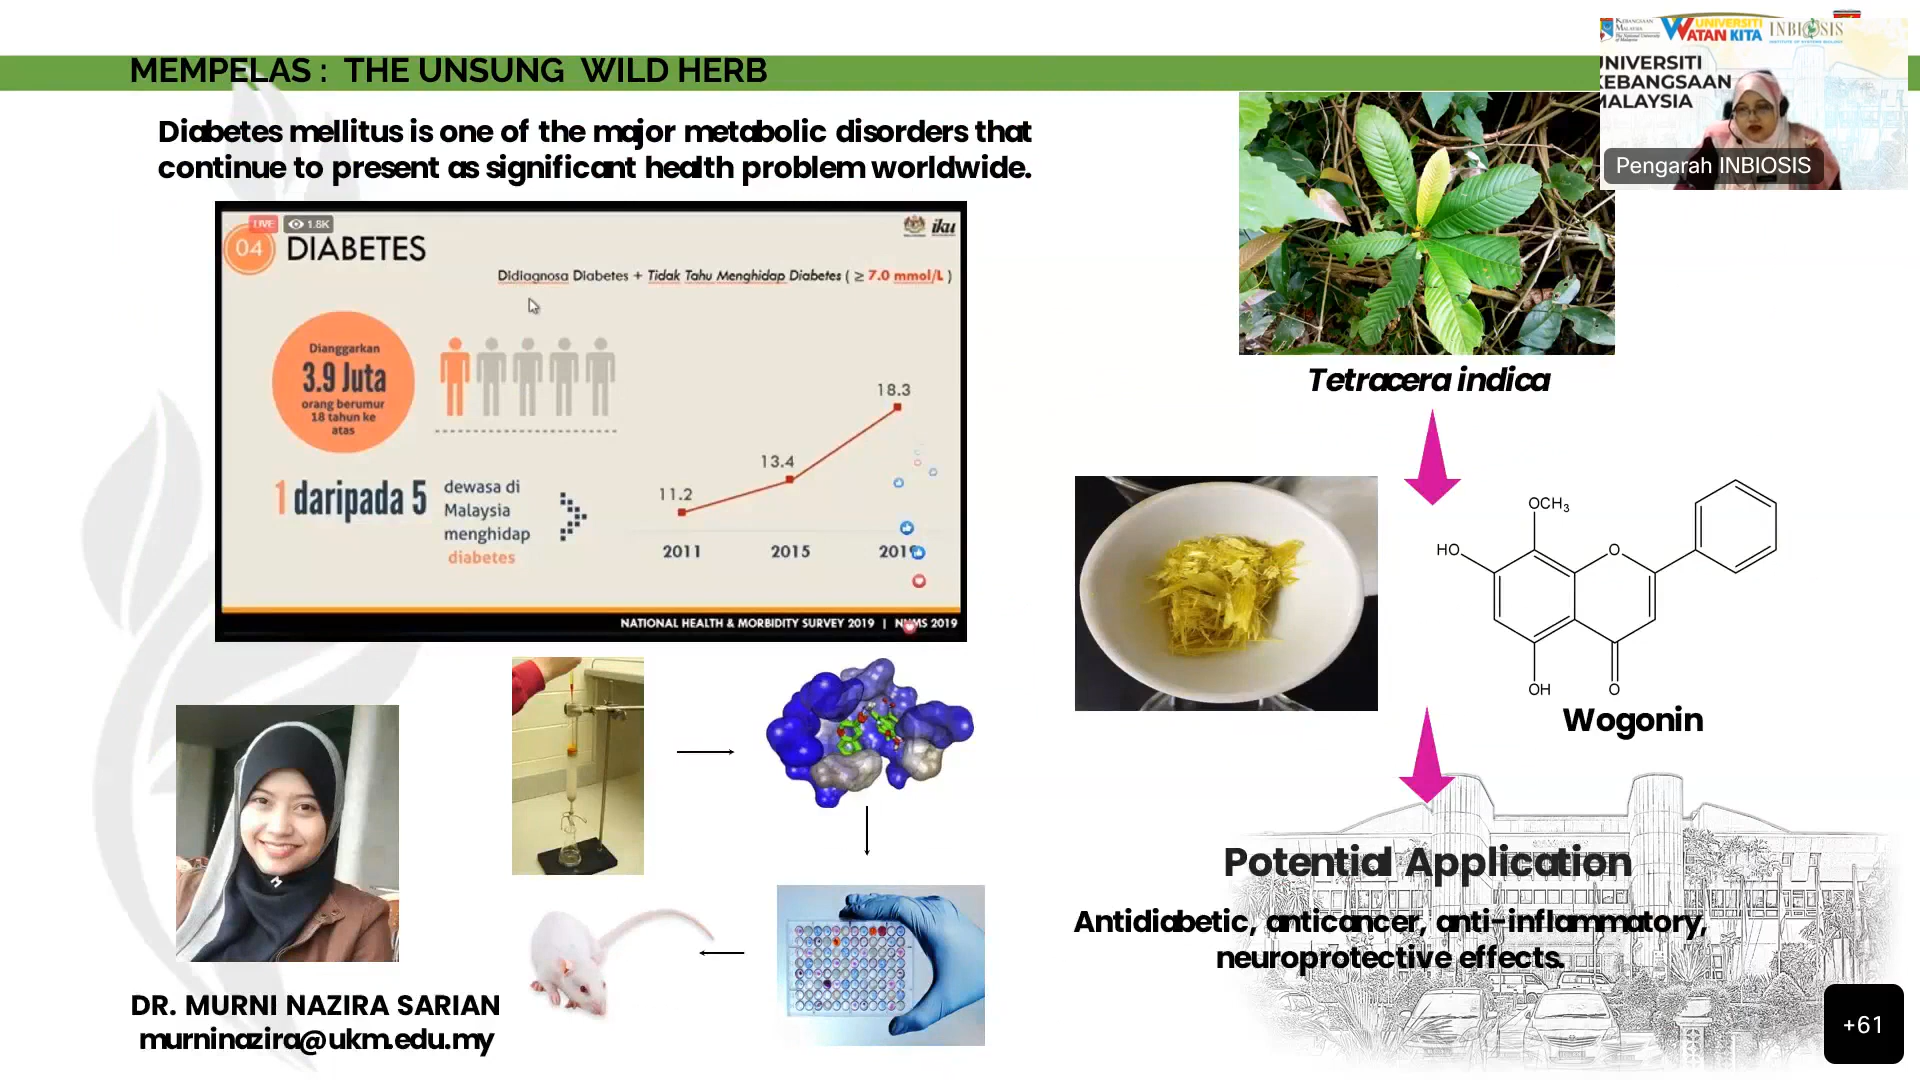 MEMPELAS : THE UNSUNG WILD HERB
Diabetes mellitus is one of the major metabolic disorders that
continue to present as significant health problem worldwide.
LIVE
1.8K
iku
04
DIABETES
Didiagnosa Diabetes + Tidak Tahu Menghidap Diabetes ( ≥ 7.0 mmol/L )
Dianggarkan
3.9 Juta
orang berumur
18 tahun ke
atas
1 daripada 5
dewasa di
Malaysia
menghidap
diabetes
11.2
13.4
18.3
2011
2015
2019
NATIONAL HEALTH & MORBIDITY SURVEY 2019 | NHMS 2019
DR. MURNI NAZIRA SARIAN
murninazira@ukm.edu.my
Tetracera indica
OCH3
HO
O
OH
O
Wogonin
Potential Application
Antidiabetic, anticancer, anti-inflammatory,
neuroprotective effects.
UNIVERSITI
WATAN KITA
INBIOSIS
UNIVERSITI
KEBANGSAAN
MALAYSIA
Pengarah INBIOSIS
+61